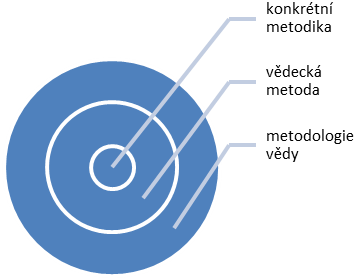 konkrétní
metodika
vědecká
metoda
metodologie
vědy